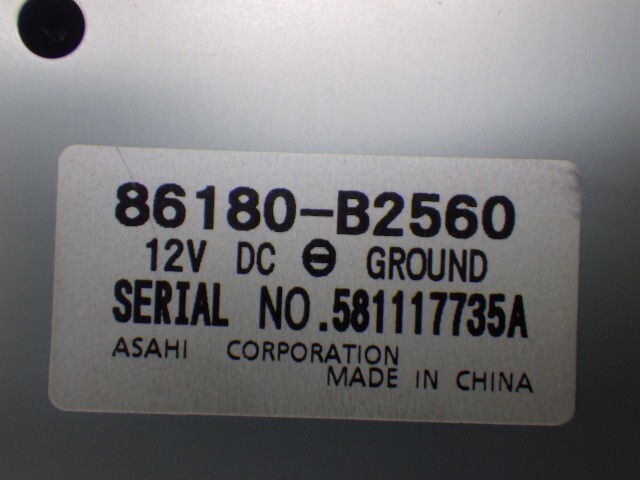 86180-B2560
12V DC ⊖ GROUND
SERIAL NO.581117735A
ASAHI CORPORATION
MADE IN CHINA